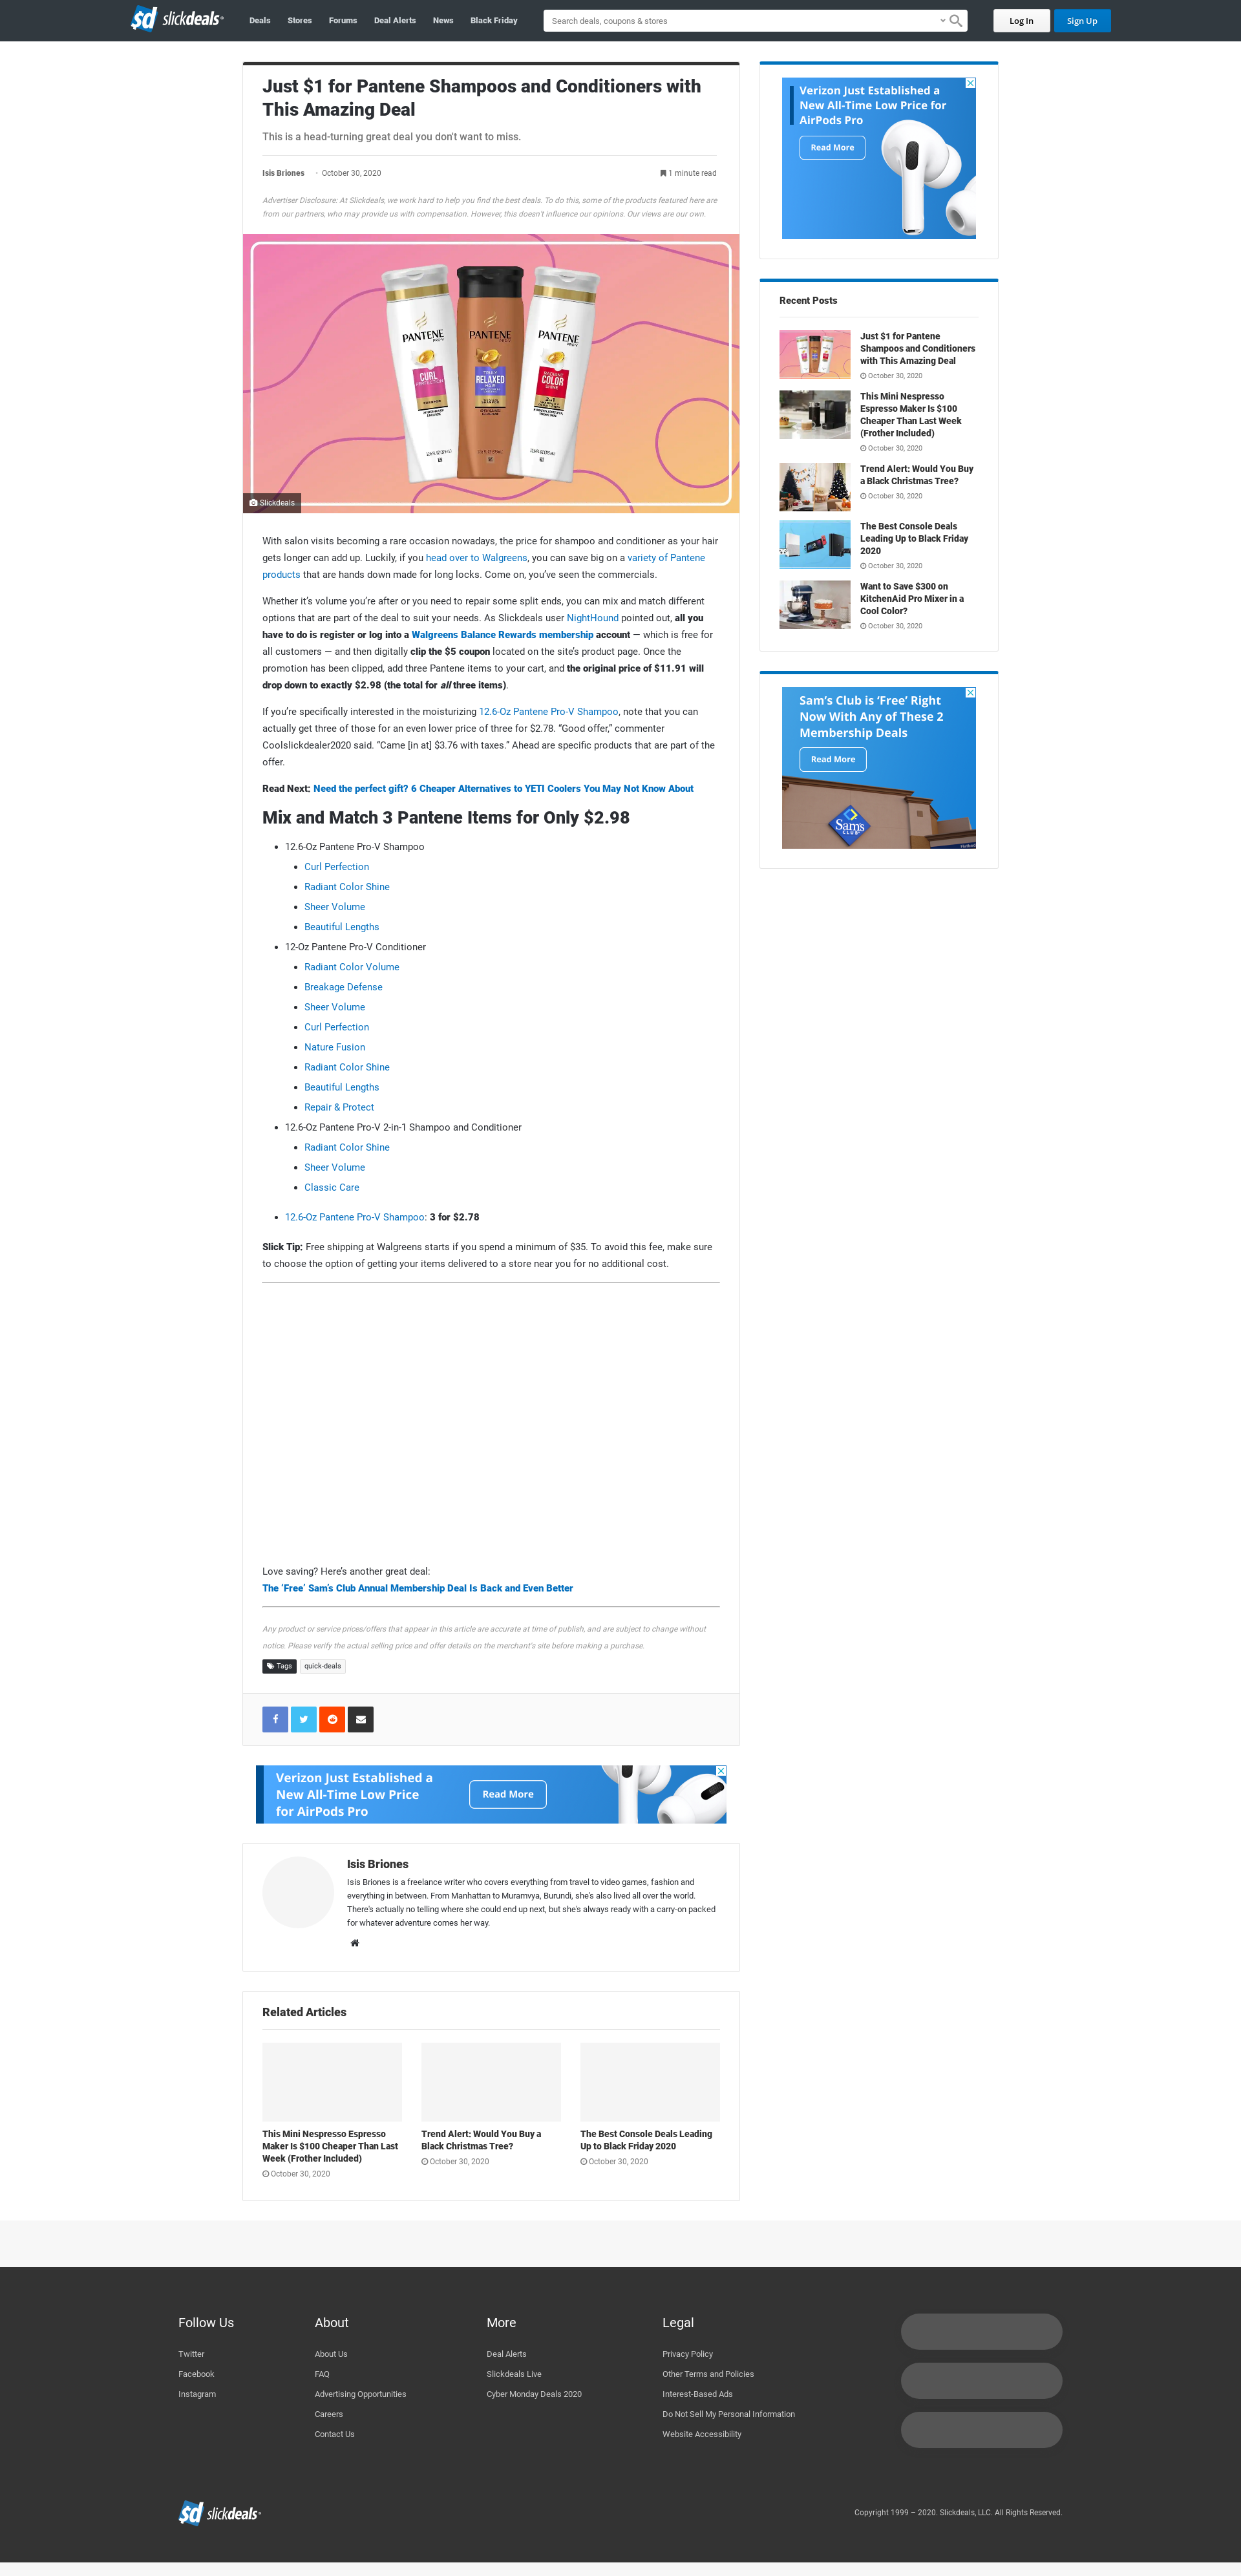 slickdeals
Deals
Stores
Forums
Deal Alerts
News
Black Friday
Search deals, coupons & stores
Log In
Sign Up
Just $1 for Pantene Shampoos and Conditioners with
This Amazing Deal
This is a head-turning great deal you don't want to miss.
Isis Briones · October 30, 2020
1 minute read
Advertiser Disclosure: At Slickdeals, we work hard to help you find the best deals. To do this, some of the products featured here are
from our partners, who may provide us with compensation. However, this doesn't influence our opinions. Our views are our own.
PANTENE
PRO-V
CURL
PERFECTION
SHAMPOO
PANTENE
PRO-V
TRULY
RELAXED
HAIR
PANTENE
PRO-V
RADIANT
COLOR
SHINE
2 in 1
Slickdeals
With salon visits becoming a rare occasion nowadays, the price for shampoo and conditioner as soon as your hair
gets longer can add up. Luckily, if you head over to Walgreens, you can save big on a variety of Pantene
products that are hands down made for long locks. Come on, you've seen the commercials.
Whether it's volume you're after or you need to repair some split ends, you can mix and match different
options that are part of the deal to suit your needs. As Slickdeals user NightHound pointed out, all you
have to do is register or log into a Walgreens Balance Rewards membership account — which is free for
all customers — and then digitally clip the $5 coupon located on the site's product page. Once the
promotion has been clipped, add three Pantene items to your cart, and the original price of $11.91 will
drop down to exactly $2.98 (the total for all three items).
If you're specifically interested in the moisturizing 12.6-Oz Pantene Pro-V Shampoo, note that you can
actually get three of those for an even lower price of three for $2.78. "Good offer," commenter
Coolslickdealer2020 said. "Came [in at] $3.76 with taxes." Ahead are specific products that are part of the
offer.
Read Next: Need the perfect gift? 6 Cheaper Alternatives to YETI Coolers You May Not Know About
Mix and Match 3 Pantene Items for Only $2.98
12.6-Oz Pantene Pro-V Shampoo
Curl Perfection
Radiant Color Shine
Sheer Volume
Beautiful Lengths
12-Oz Pantene Pro-V Conditioner
Radiant Color Volume
Breakage Defense
Sheer Volume
Curl Perfection
Nature Fusion
Radiant Color Shine
Beautiful Lengths
Repair & Protect
12.6-Oz Pantene Pro-V 2-in-1 Shampoo and Conditioner
Radiant Color Shine
Sheer Volume
Classic Care
12.6-Oz Pantene Pro-V Shampoo: 3 for $2.78
Slick Tip: Free shipping at Walgreens starts if you spend a minimum of $35. To avoid this fee, make sure
to choose the option of getting your items delivered to a store near you for no additional cost.
Love saving? Here's another great deal:
The 'Free' Sam's Club Annual Membership Deal Is Back and Even Better
Any product or service prices/offers that appear in this article are accurate at time of publish, and are subject to change without
notice. Please verify the actual selling price and offer details on the merchant's site before making a purchase.
Tags
quick-deals
Verizon Just Established a
New All-Time Low Price
for AirPods Pro
Read More
Isis Briones
Isis Briones is a freelance writer who covers everything from travel to video games, fashion and
everything in between. From Manhattan to Muramvya, Burundi, she's also lived all over the world.
There's actually no telling where she could end up next, but she's always ready with a carry-on packed
for whatever adventure comes her way.
Related Articles
This Mini Nespresso Espresso
Maker Is $100 Cheaper Than Last
Week (Frother Included)
October 30, 2020
Trend Alert: Would You Buy a
Black Christmas Tree?
October 30, 2020
The Best Console Deals Leading
Up to Black Friday 2020
October 30, 2020
Verizon Just Established a
New All-Time Low Price for
AirPods Pro
Read More
Recent Posts
Just $1 for Pantene
Shampoos and Conditioners
with This Amazing Deal
October 30, 2020
This Mini Nespresso
Espresso Maker Is $100
Cheaper Than Last Week
(Frother Included)
October 30, 2020
Trend Alert: Would You Buy
a Black Christmas Tree?
October 30, 2020
The Best Console Deals
Leading Up to Black Friday
2020
October 30, 2020
Want to Save $300 on
KitchenAid Pro Mixer in a
Cool Color?
October 30, 2020
Sam's Club is 'Free' Right
Now With Any of These 2
Membership Deals
Read More
Sam's
CLUB
Follow Us
Twitter
Facebook
Instagram
About
About Us
FAQ
Advertising Opportunities
Careers
Contact Us
More
Deal Alerts
Slickdeals Live
Cyber Monday Deals 2020
Legal
Privacy Policy
Other Terms and Policies
Interest-Based Ads
Do Not Sell My Personal Information
Website Accessibility
slickdeals
Copyright 1999 – 2020. Slickdeals, LLC. All Rights Reserved.